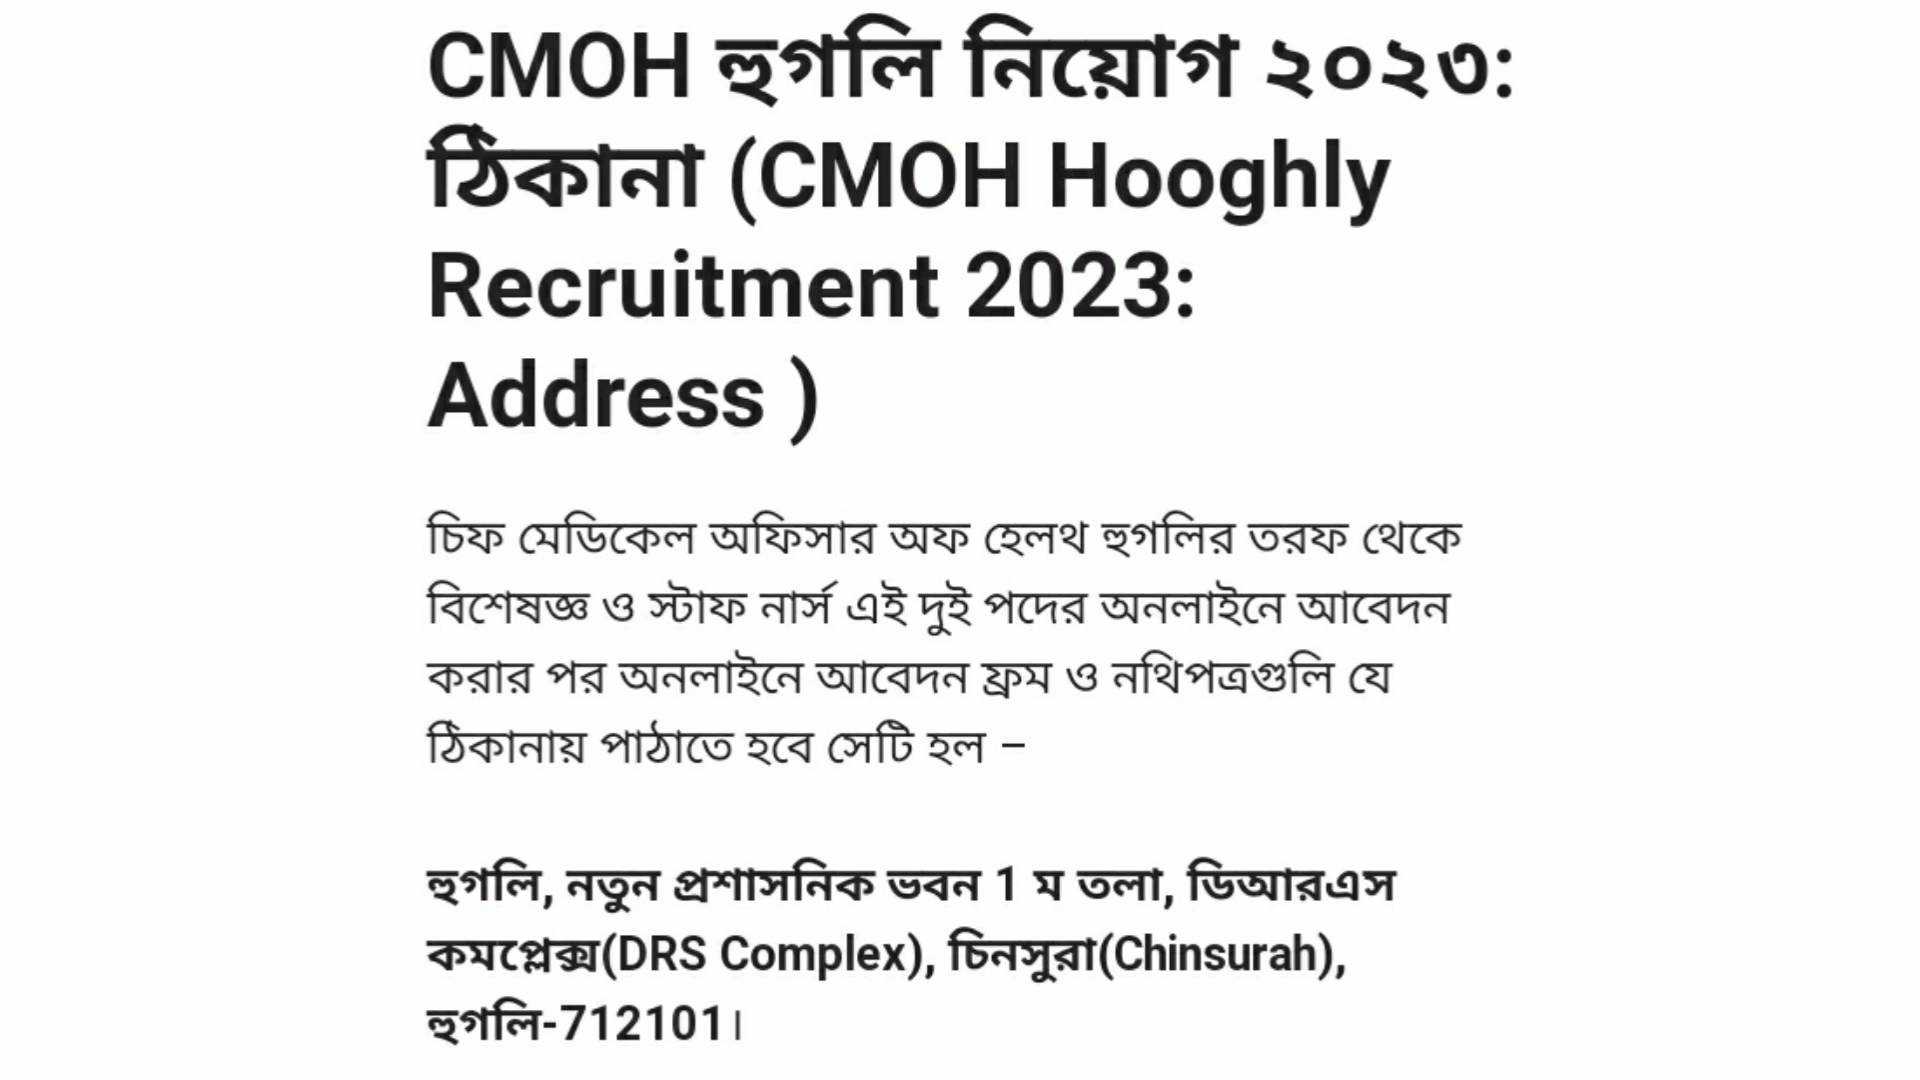 CMOH হুগলি নিয়োগ ২০২৩:
ঠিকানা (CMOH Hooghly
Recruitment 2023:
Address )
চিফ মেডিকেল অফিসার অফ হেলথ হুগলির তরফ থেকে
বিশেষজ্ঞ ও স্টাফ নার্স এই দুই পদের অনলাইনে আবেদন
করার পর অনলাইনে আবেদন ফ্রম ও নথিপত্রগুলি যে
ঠিকানায় পাঠাতে হবে সেটি হল –
হুগলি, নতুন প্রশাসনিক ভবন 1 ম তলা, ডিআরএস
কমপ্লেক্স(DRS Complex), চিনসুরা(Chinsurah),
হুগলি-712101।